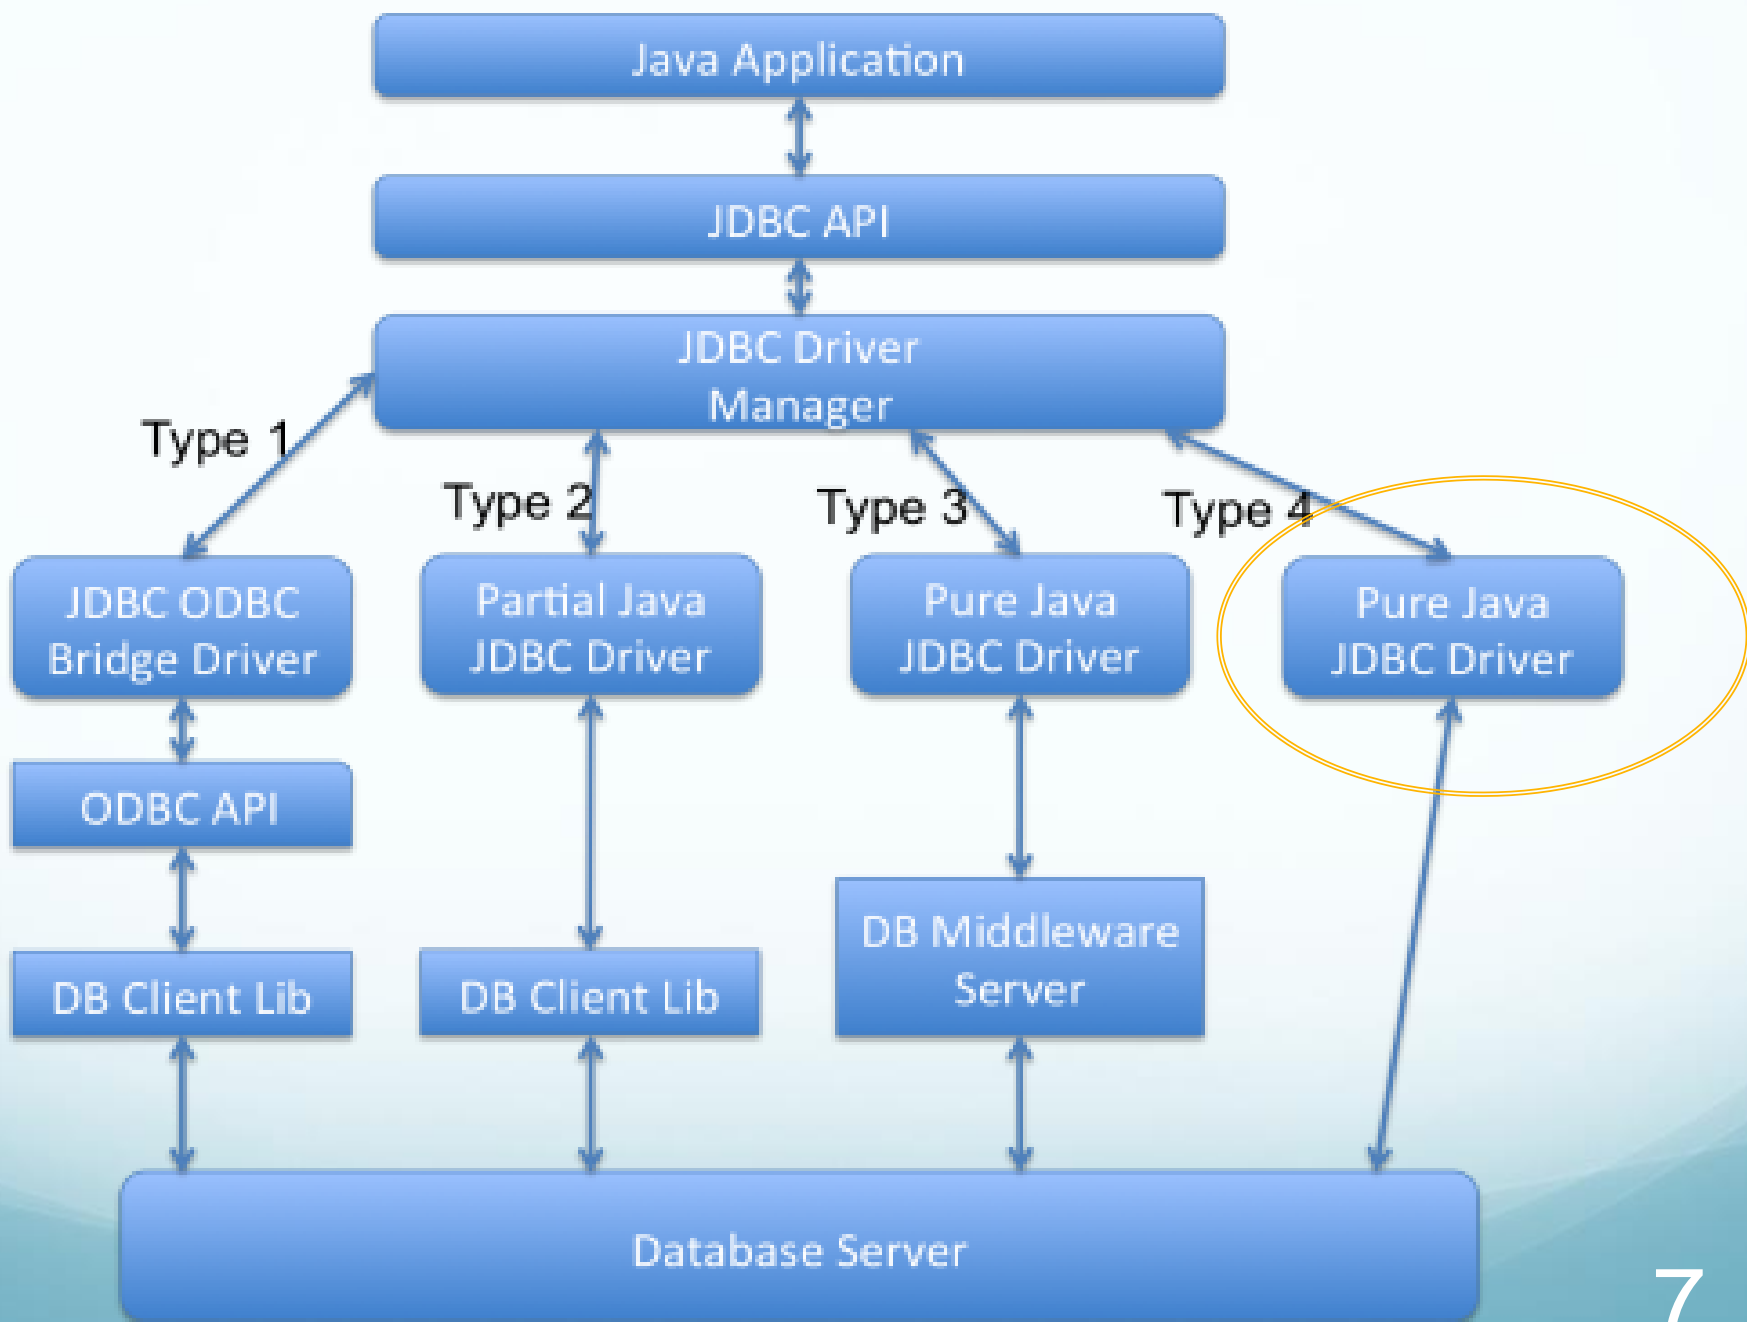 Java Application
JDBC API
JDBC Driver
Manager
Type 1
Type 2
Type 3
Type 4
JDBC ODBC
Bridge Driver
Partial Java
JDBC Driver
Pure Java
JDBC Driver
Pure Java
JDBC Driver
ODBC API
DB Client Lib
DB Client Lib
DB Middleware
Server
Database Server
7